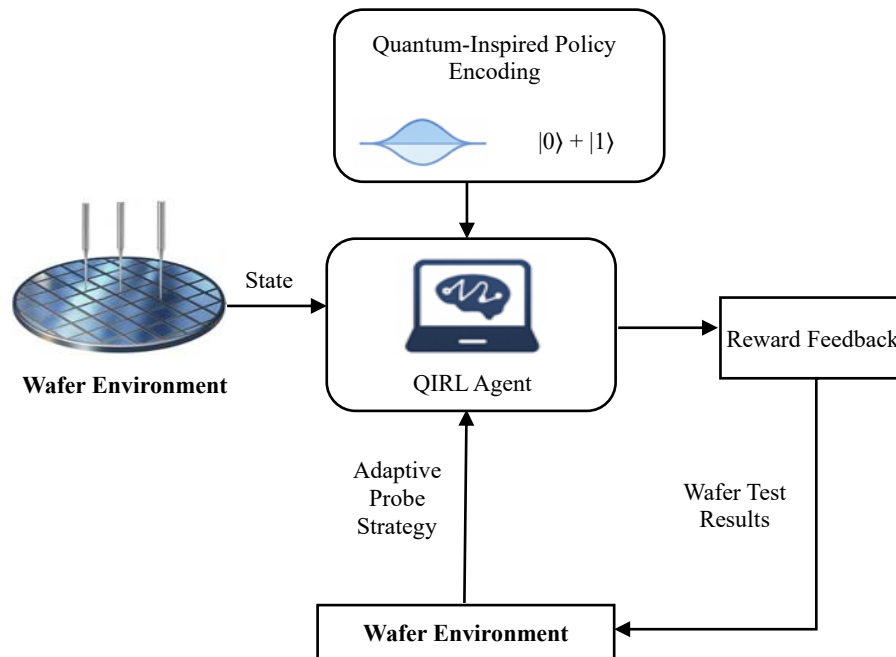 Quantum-Inspired Policy
Encoding
|0⟩ + |1⟩
State
Wafer Environment
QIRL Agent
Reward Feedback
Adaptive
Probe
Strategy
Wafer Test
Results
Wafer Environment